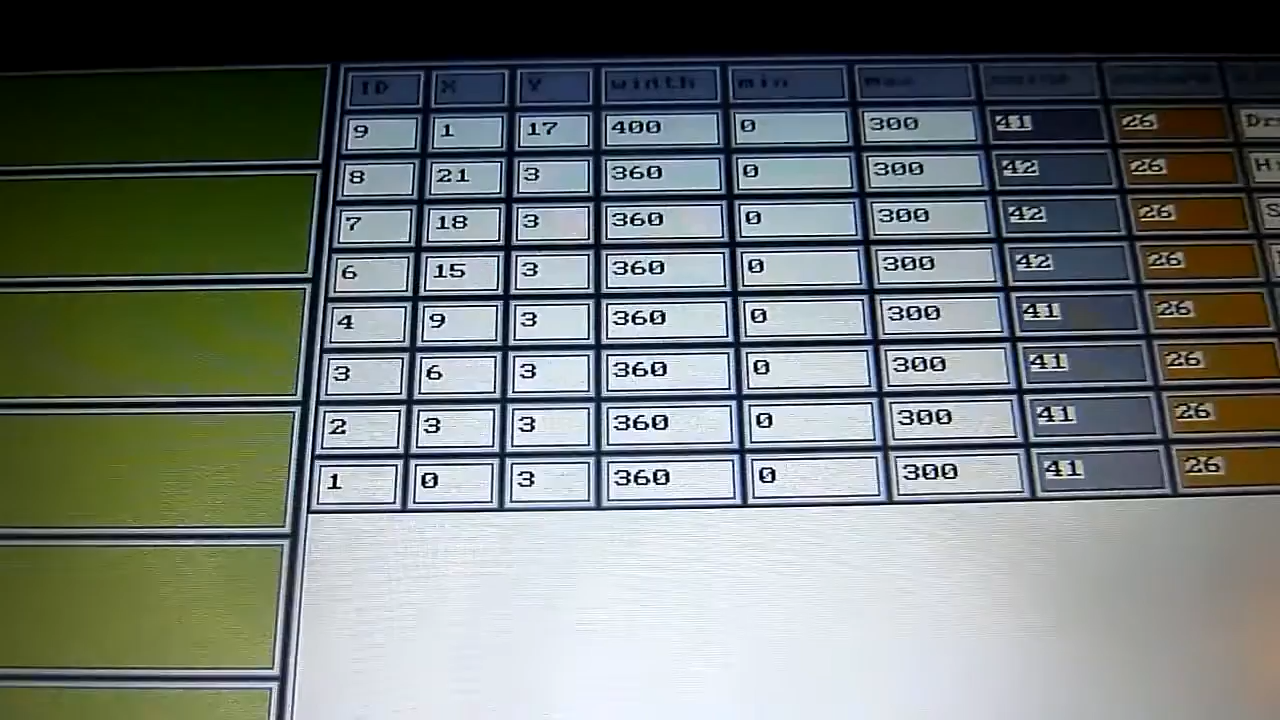 ID X Y width min max
9 1 17 400 0 300 41 26
8 21 3 360 0 300 42 26
7 18 3 360 0 300 42 26
6 15 3 360 0 300 42 26
4 9 3 360 0 300 41 26
3 6 3 360 0 300 41 26
2 3 3 360 0 300 41 26
1 0 3 360 0 300 41 26